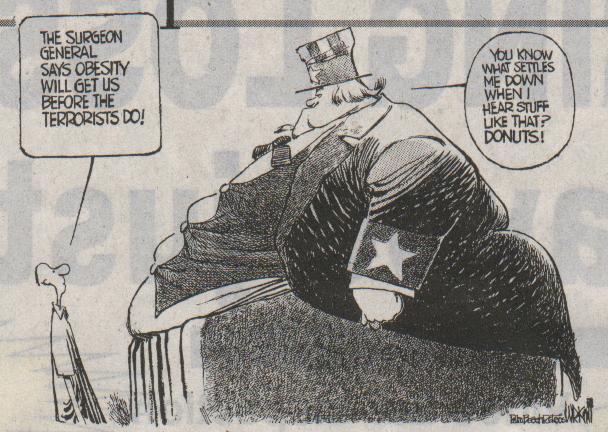 THE SURGEON
GENERAL
SAYS OBESITY
WILL GET US
BEFORE THE
TERRORISTS DO!
YOU KNOW
WHAT SETTLES
ME DOWN
WHEN I
HEAR STUFF
LIKE THAT?
DONUTS!